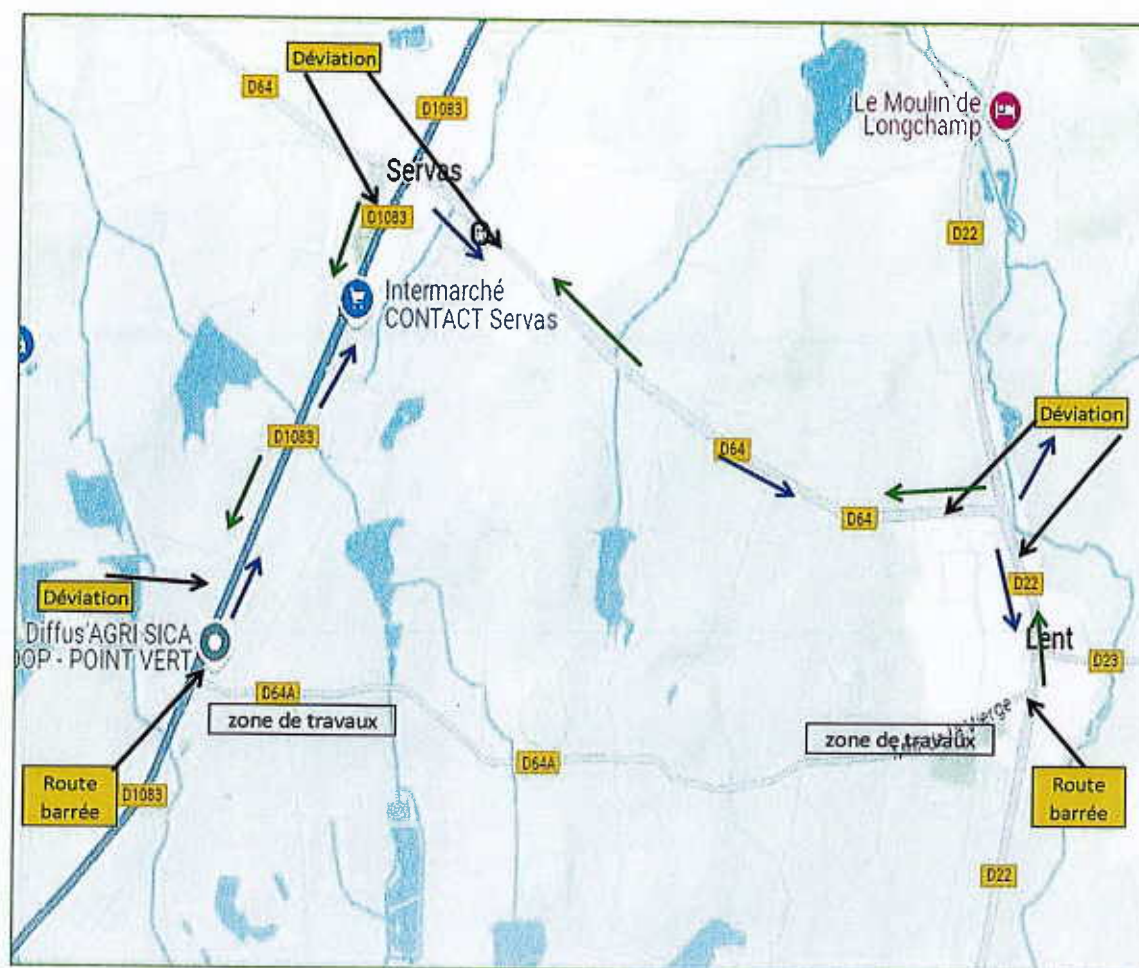 Déviation
D64
D1083
Le Moulin de
Longchamp
Servas
D1083
D22
Intermarché
CONTACT Servas
Déviation
D1083
D64
D64
D22
Déviation
Diffus'AGRI SICA
OOP - POINT VERT
Lent
D23
D64A
zone de travaux
zone de travaux
Route
barrée
D1083
D64A
Route
barrée
D22